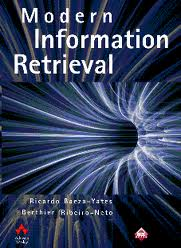 Modern
Information
Retrieval
Ricardo Baeza-Yates
Berthier Ribeiro-Neto